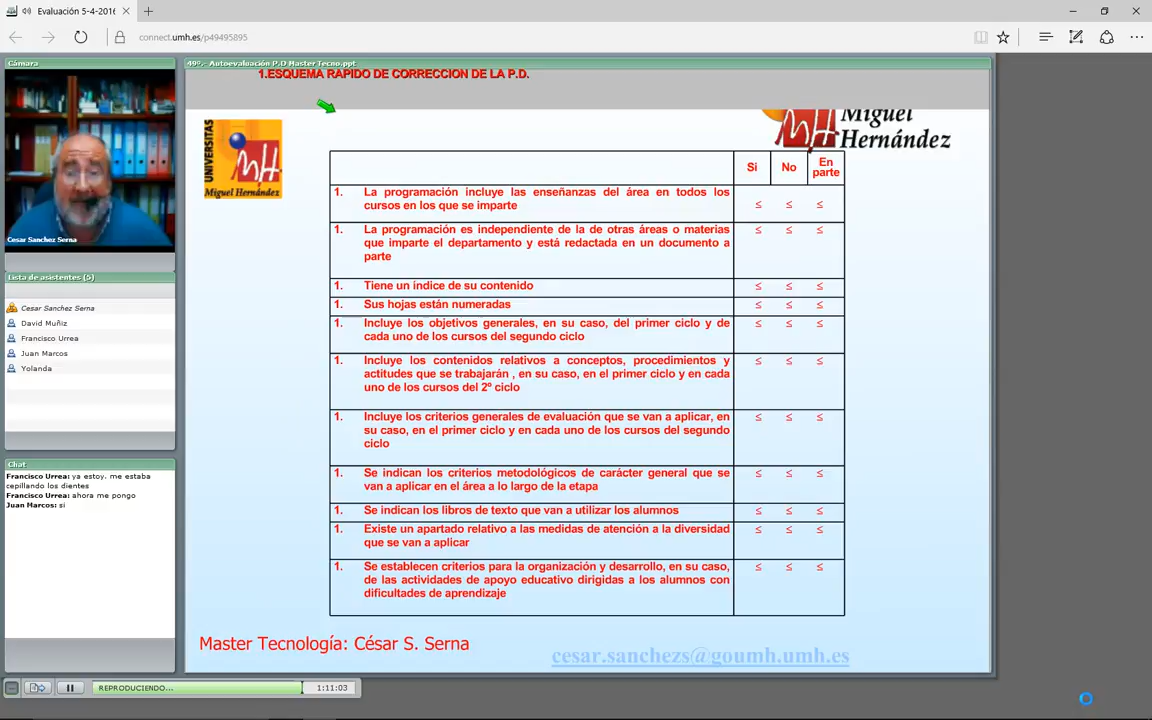 Evaluación 5-4-2016
connect.umh.es/p49495895
Cámara
Cesar Sanchez Serna
Lista de asistentes (5)
Cesar Sanchez Serna
David Muñiz
Francisco Urrea
Juan Marcos
Yolanda
Chat
Francisco Urrea: ya estoy. me estaba
cepillando los dientes
Francisco Urrea: ahora me pongo
Juan Marcos: si
REPRODUCIENDO...
1:11:03
49º.- Autoevaluación P.D Master Tecno.ppt
1.ESQUEMA RAPIDO DE CORRECCION DE LA P.D.
UNIVERSITAS
Miguel Hernández
Miguel
Hernández
Si No En
parte
1. La programación incluye las enseñanzas del área en todos los
cursos en los que se imparte ≤ ≤ ≤
1. La programación es independiente de la de otras áreas o materias ≤ ≤ ≤
que imparte el departamento y está redactada en un documento a
parte
1. Tiene un índice de su contenido ≤ ≤ ≤
1. Sus hojas están numeradas ≤ ≤ ≤
1. Incluye los objetivos generales, en su caso, del primer ciclo y de ≤ ≤ ≤
cada uno de los cursos del segundo ciclo
1. Incluye los contenidos relativos a conceptos, procedimientos y ≤ ≤ ≤
actitudes que se trabajarán , en su caso, en el primer ciclo y en cada
uno de los cursos del 2º ciclo
1. Incluye los criterios generales de evaluación que se van a aplicar, en ≤ ≤ ≤
su caso, en el primer ciclo y en cada uno de los cursos del segundo
ciclo
1. Se indican los criterios metodológicos de carácter general que se ≤ ≤ ≤
van a aplicar en el área a lo largo de la etapa
1. Se indican los libros de texto que van a utilizar los alumnos ≤ ≤ ≤
1. Existe un apartado relativo a las medidas de atención a la diversidad ≤ ≤ ≤
que se van a aplicar
1. Se establecen criterios para la organización y desarrollo, en su caso, ≤ ≤ ≤
de las actividades de apoyo educativo dirigidas a los alumnos con
dificultades de aprendizaje
Master Tecnología: César S. Serna
cesar.sanchezs@goumh.umh.es